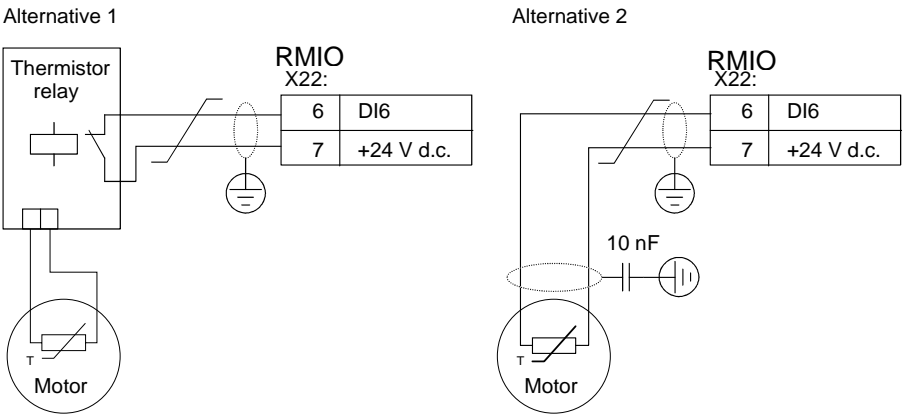 Alternative 1
Thermistor
relay
RMIO
X22:
6 DI6
7 +24 V d.c.
T
Motor
Alternative 2
RMIO
X22:
6 DI6
7 +24 V d.c.
10 nF
T
Motor